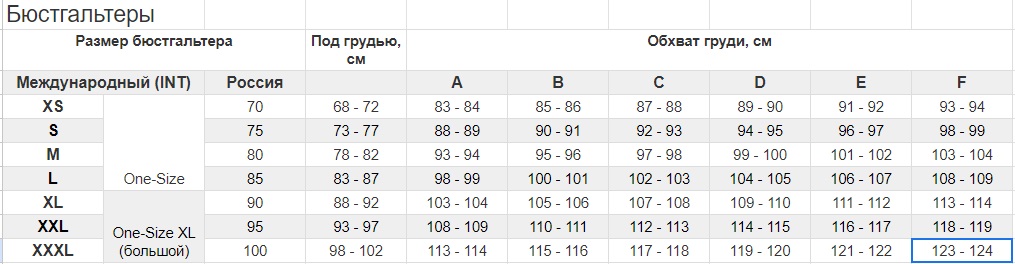 Бюстгальтеры
Размер бюстгальтера Под грудью, см Обхват груди, см
Международный (INT) Россия A B C D E F
XS 70 68 - 72 83 - 84 85 - 86 87 - 88 89 - 90 91 - 92 93 - 94
S 75 73 - 77 88 - 89 90 - 91 92 - 93 94 - 95 96 - 97 98 - 99
M 80 78 - 82 93 - 94 95 - 96 97 - 98 99 - 100 101 - 102 103 - 104
L One-Size 85 83 - 87 98 - 99 100 - 101 102 - 103 104 - 105 106 - 107 108 - 109
XL 90 88 - 92 103 - 104 105 - 106 107 - 108 109 - 110 111 - 112 113 - 114
XXL One-Size XL 95 93 - 97 108 - 109 110 - 111 112 - 113 114 - 115 116 - 117 118 - 119
XXXL (большой) 100 98 - 102 113 - 114 115 - 116 117 - 118 119 - 120 121 - 122 123 - 124